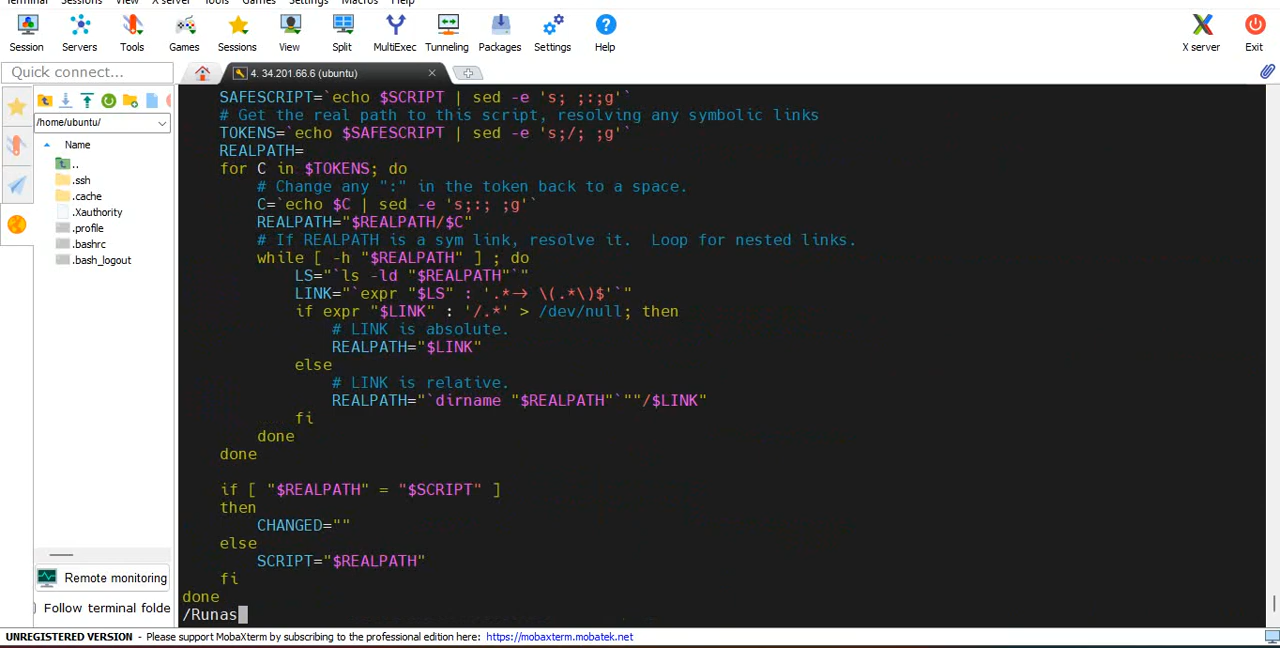 Terminal Sessions View X server Tools Games Settings Macros Help
Session Servers Tools Games Sessions View Split MultiExec Tunneling Packages Settings Help X server Exit
Quick connect...
4. 34.201.66.6 (ubuntu)
/home/ubuntu/
Name
..
.ssh
.cache
.Xauthority
.profile
.bashrc
.bash_logout
Remote monitoring
Follow terminal folde
SAFESCRIPT=`echo $SCRIPT | sed -e 's; ;:;g'`
# Get the real path to this script, resolving any symbolic links
TOKENS=`echo $SAFESCRIPT | sed -e 's;/; ;g'`
REALPATH=
for C in $TOKENS; do
# Change any ":" in the token back to a space.
C=`echo $C | sed -e 's;:; ;g'`
REALPATH="$REALPATH/$C"
# If REALPATH is a sym link, resolve it.  Loop for nested links.
while [ -h "$REALPATH" ] ; do
LS="`ls -ld "$REALPATH"`"
LINK="`expr "$LS" : '.*-> \(.*\)$'`"
if expr "$LINK" : '/.*' > /dev/null; then
# LINK is absolute.
REALPATH="$LINK"
else
# LINK is relative.
REALPATH="`dirname "$REALPATH"`""/$LINK"
fi
done
done
if [ "$REALPATH" = "$SCRIPT" ]
then
CHANGED=""
else
SCRIPT="$REALPATH"
fi
done
/Runas
UNREGISTERED VERSION - Please support MobaXterm by subscribing to the professional edition here: https://mobaxterm.mobatek.net